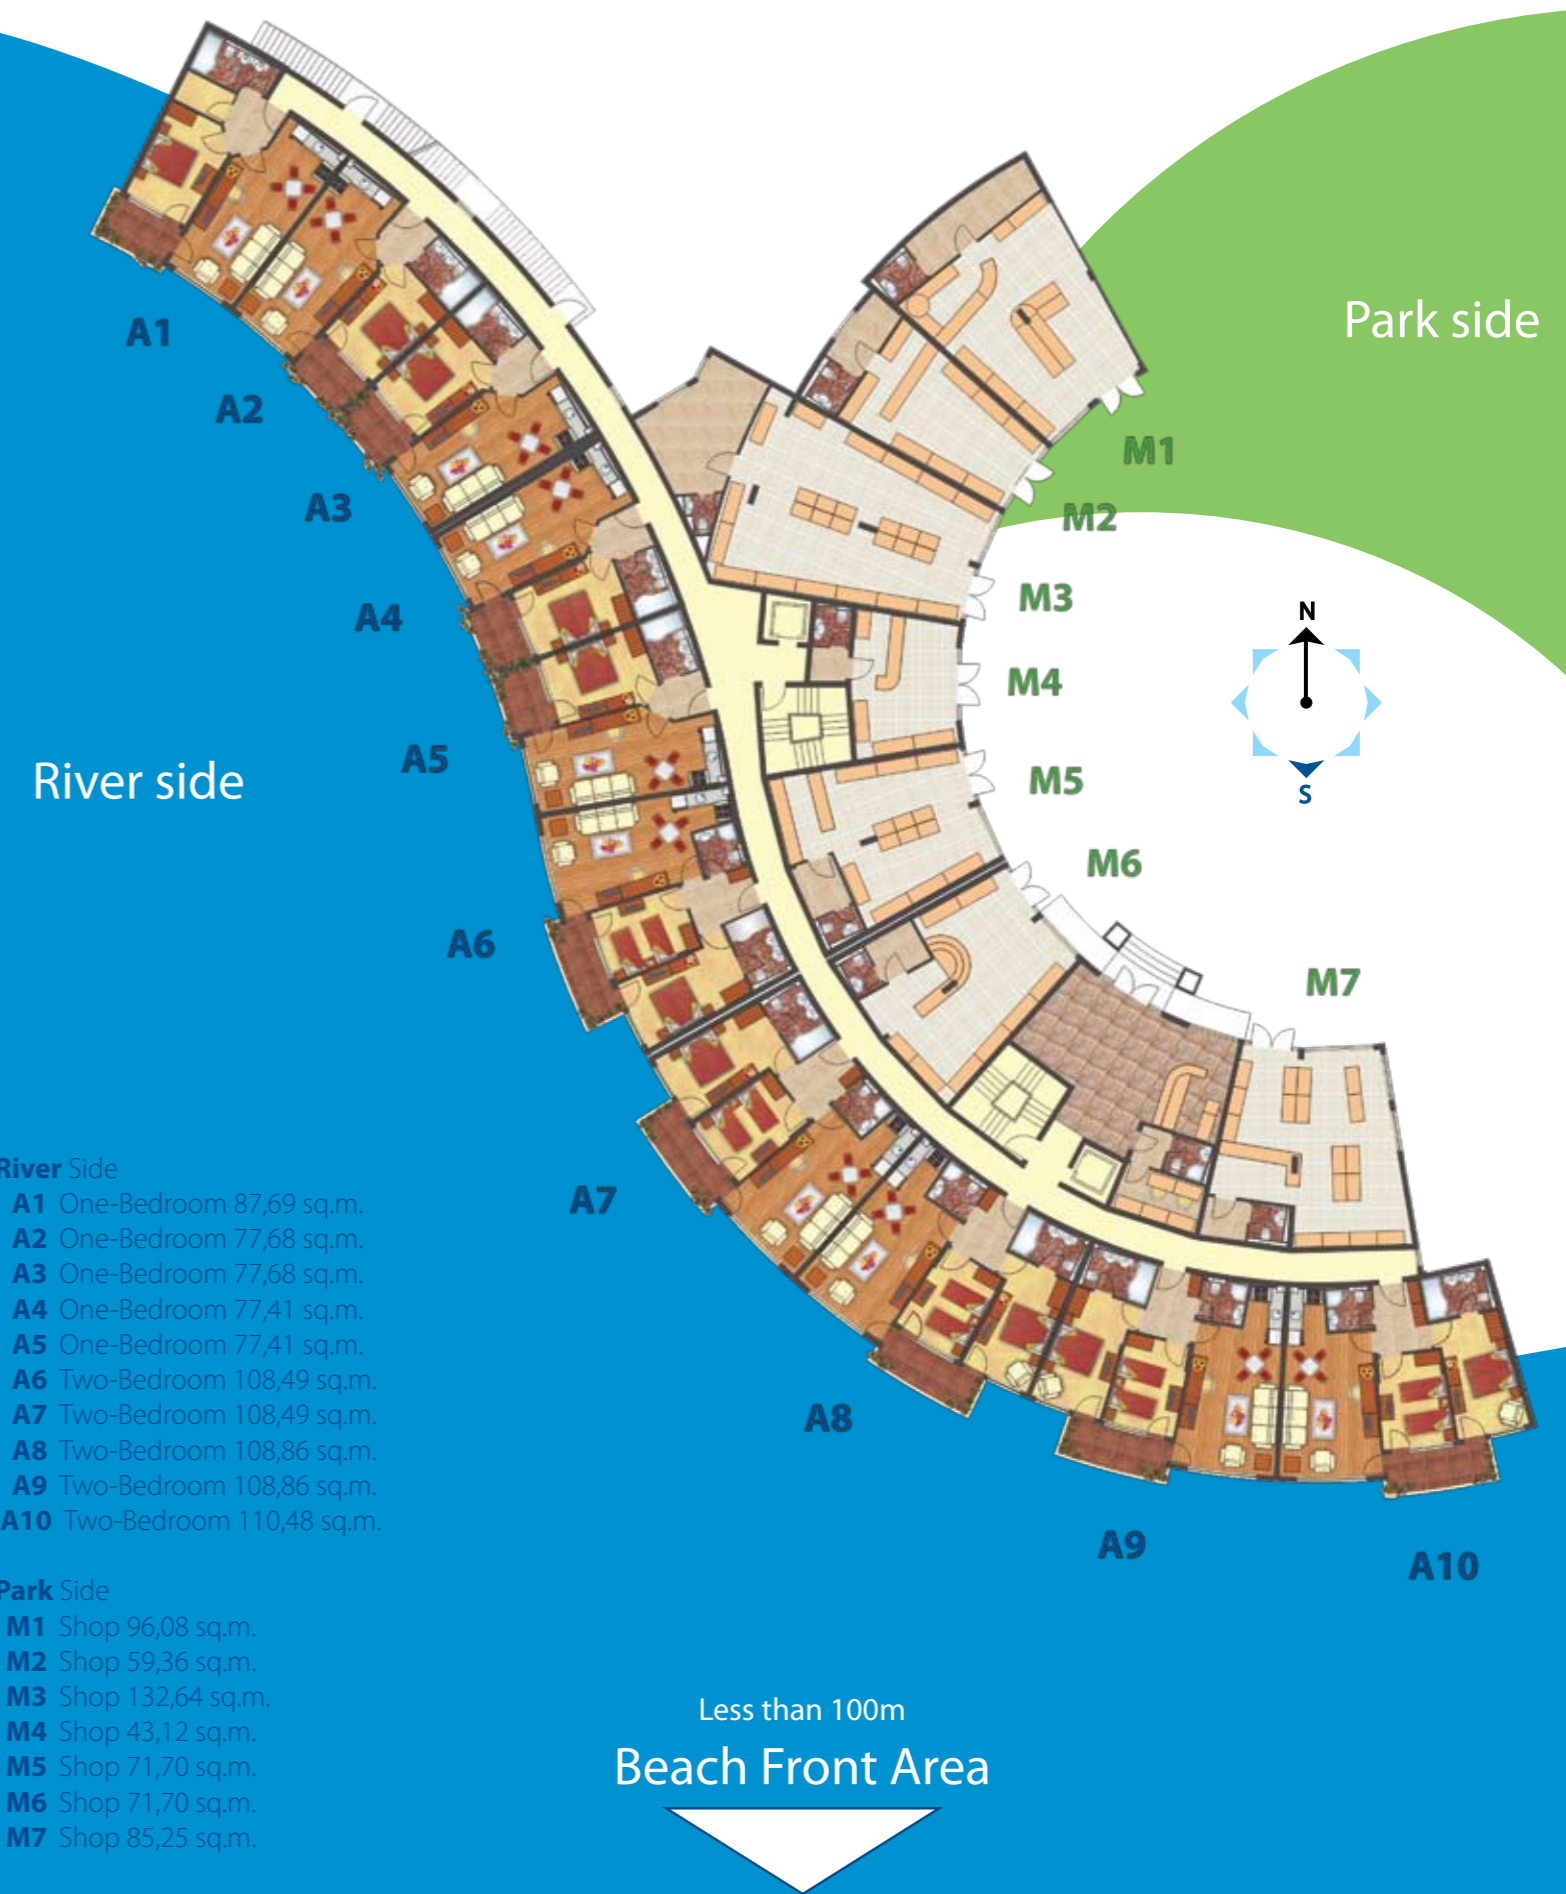 Park side
A1
A2
M1
A3
M2
N
M3
A4
M4
A5
River side
M5
S
M6
A6
M7
A7
River Side
A1 One-Bedroom 87,69 sq.m.
A2 One-Bedroom 77,68 sq.m.
A3 One-Bedroom 77,68 sq.m.
A4 One-Bedroom 77,41 sq.m.
A5 One-Bedroom 77,41 sq.m.
A6 Two-Bedroom 108,49 sq.m.
A7 Two-Bedroom 108,49 sq.m.
A8 Two-Bedroom 108,86 sq.m.
A9 Two-Bedroom 108,86 sq.m.
A10 Two-Bedroom 110,48 sq.m.
A8
A9
A10
Park Side
M1 Shop 96,08 sq.m.
M2 Shop 59,36 sq.m.
M3 Shop 132,64 sq.m.
M4 Shop 43,12 sq.m.
M5 Shop 71,70 sq.m.
M6 Shop 71,70 sq.m.
M7 Shop 85,25 sq.m.
Less than 100m
Beach Front Area